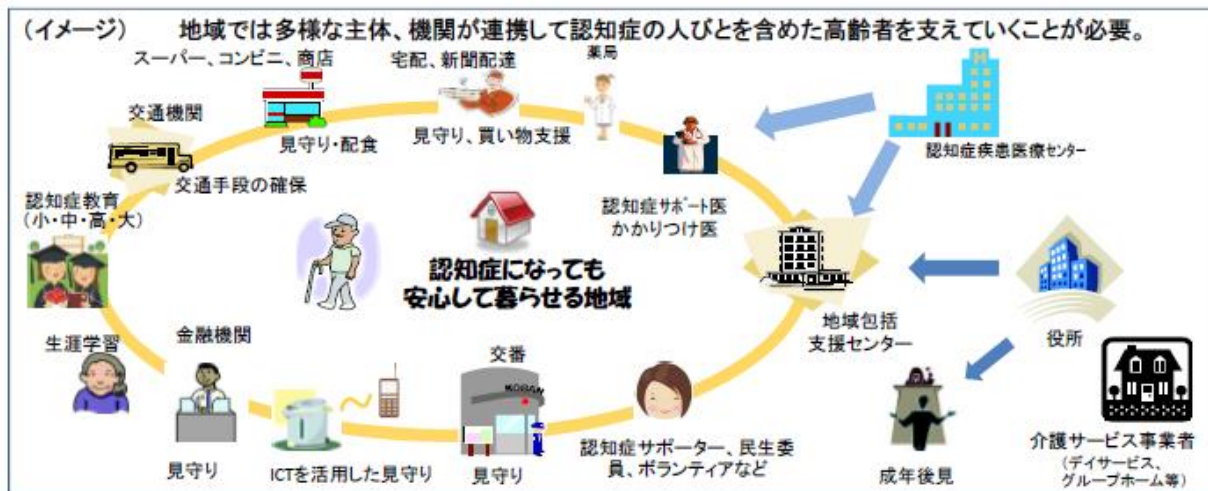 (イメージ) 地域では多様な主体、機関が連携して認知症の人びとを含めた高齢者を支えていくことが必要。
スーパー、コンビニ、商店
宅配、新聞配達
薬局
交通機関
見守り・配食
見守り、買い物支援
認知症疾患医療センター
交通手段の確保
認知症教育
(小・中・高・大)
認知症サポート医
かかりつけ医
認知症になっても
安心して暮らせる地域
地域包括
支援センター
役所
生涯学習
金融機関
交番
KOBAN
見守り
ICTを活用した見守り
見守り
認知症サポーター、民生委
員、ボランティアなど
成年後見
介護サービス事業者
(デイサービス、
グループホーム等)